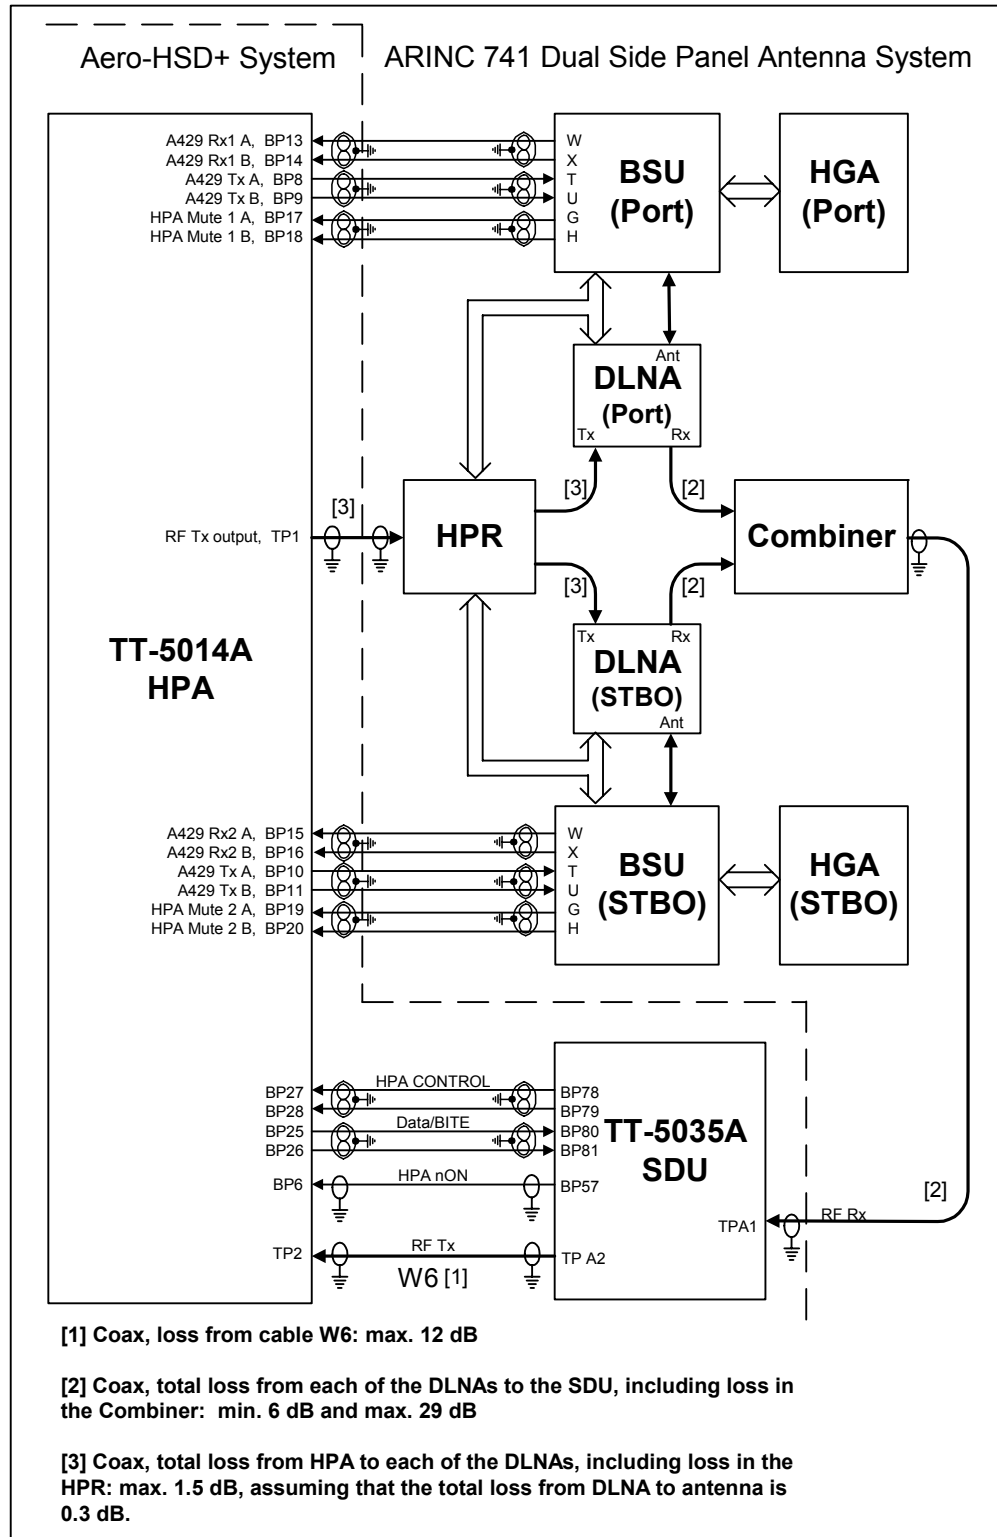 Aero-HSD+ System
ARINC 741 Dual Side Panel Antenna System
A429 Rx1 A, BP13
A429 Rx1 B, BP14
A429 Tx A, BP8
A429 Tx B, BP9
HPA Mute 1 A, BP17
HPA Mute 1 B, BP18
W
X
T
U
G
H
BSU
(Port)
HGA
(Port)
Ant
DLNA
(Port)
Tx
Rx
[3]
[2]
[3]
RF Tx output, TP1
HPR
Combiner
[3]
[2]
Tx
Rx
DLNA
(STBO)
Ant
TT-5014A
HPA
A429 Rx2 A, BP15
A429 Rx2 B, BP16
A429 Tx A, BP10
A429 Tx B, BP11
HPA Mute 2 A, BP19
HPA Mute 2 B, BP20
W
X
T
U
G
H
BSU
(STBO)
HGA
(STBO)
BP27
HPA CONTROL
BP78
BP28
BP79
BP25
Data/BITE
BP80
BP26
BP81
TT-5035A
SDU
BP6
HPA nON
BP57
[2]
TPA1
RF Rx
TP2
RF Tx
TP A2
W6 [1]
[1] Coax, loss from cable W6: max. 12 dB
[2] Coax, total loss from each of the DLNAs to the SDU, including loss in
the Combiner: min. 6 dB and max. 29 dB
[3] Coax, total loss from HPA to each of the DLNAs, including loss in the
HPR: max. 1.5 dB, assuming that the total loss from DLNA to antenna is
0.3 dB.